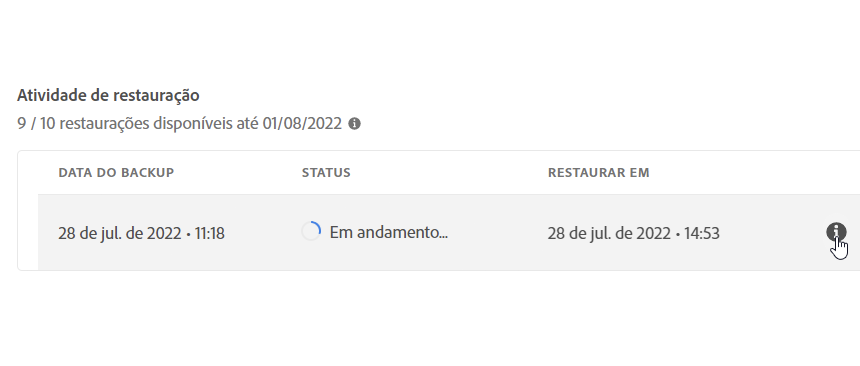 Atividade de restauração
9 / 10 restaurações disponíveis até 01/08/2022
DATA DO BACKUP STATUS RESTAURAR EM
28 de jul. de 2022 • 11:18 Em andamento... 28 de jul. de 2022 • 14:53